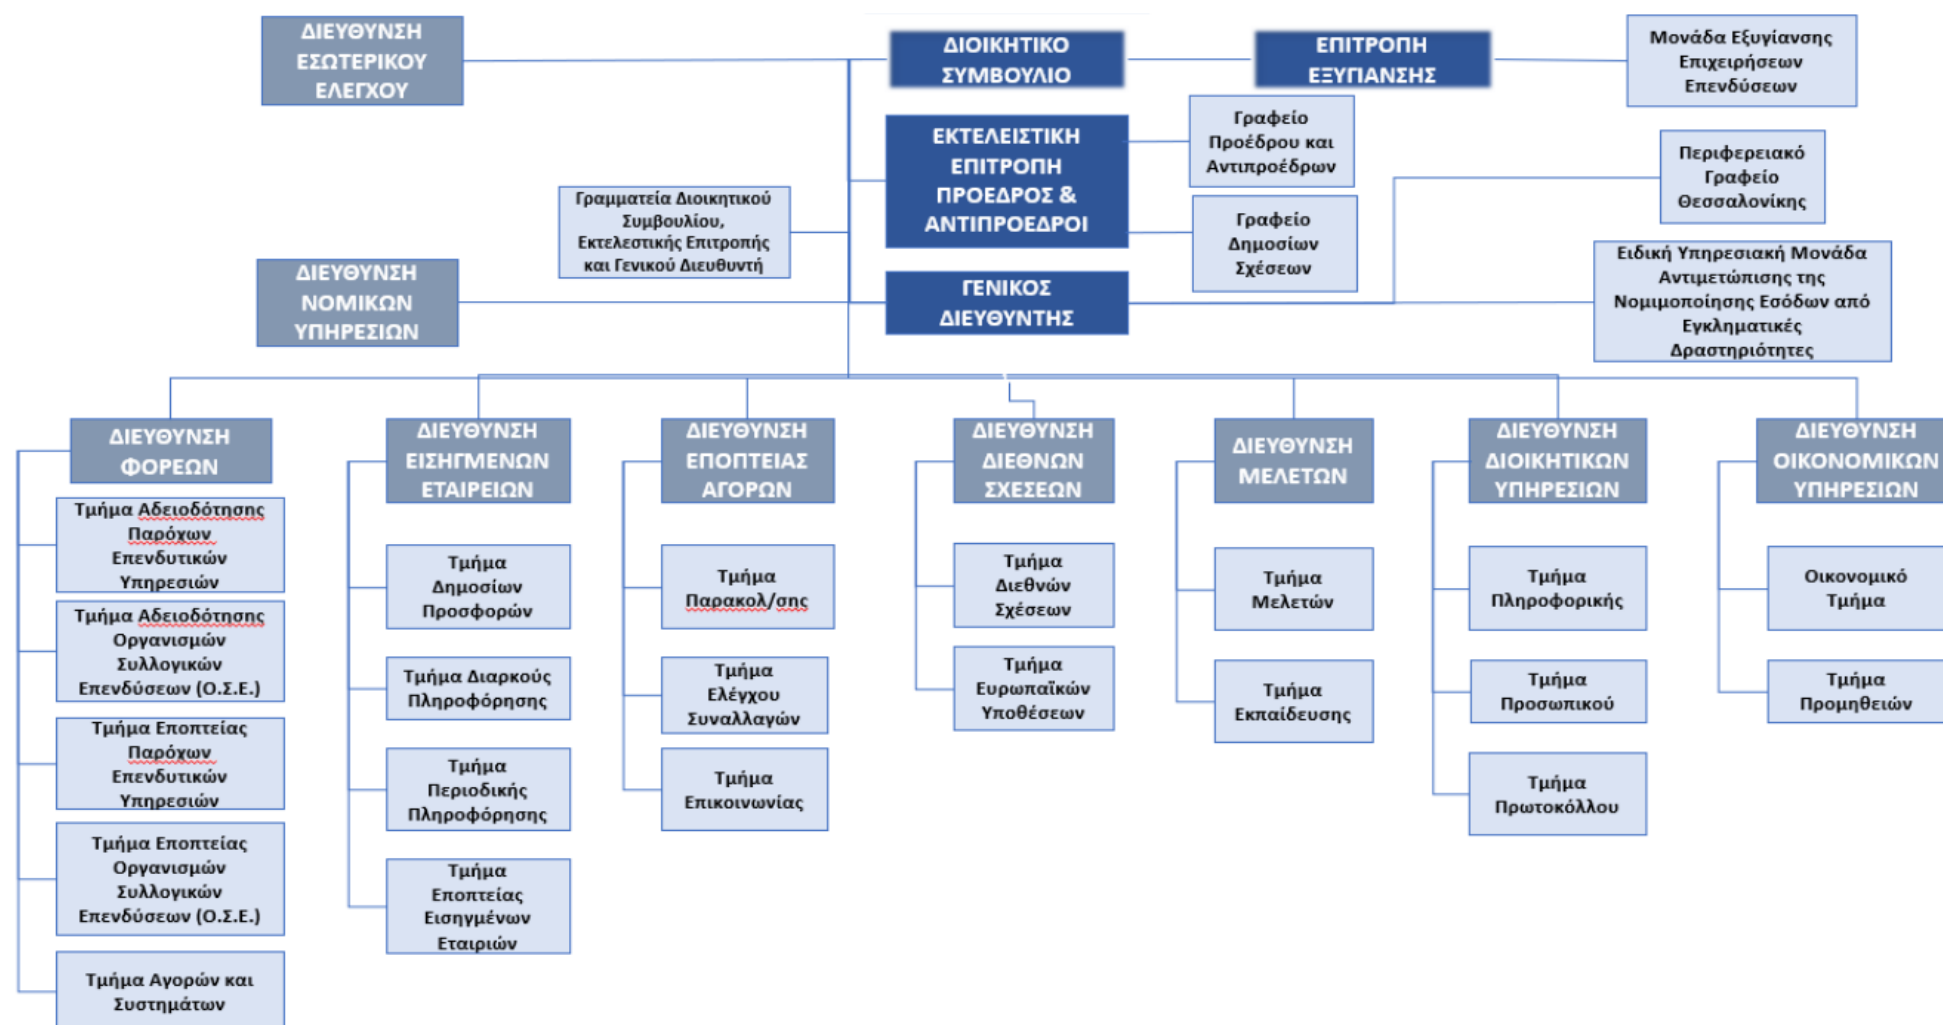 ΔΙΕΥΘΥΝΣΗ
ΕΣΩΤΕΡΙΚΟΥ
ΕΛΕΓΧΟΥ
ΔΙΟΙΚΗΤΙΚΟ
ΣΥΜΒΟΥΛΙΟ
ΕΠΙΤΡΟΠΗ
ΕΞΥΓΙΑΝΣΗΣ
Μονάδα Εξυγίανσης
Επιχειρήσεων
Επενδύσεων
ΕΚΤΕΛΕΙΣΤΙΚΗ
ΕΠΙΤΡΟΠΗ
ΠΡΟΕΔΡΟΣ &
ΑΝΤΙΠΡΟΕΔΡΟΙ
Γραφείο
Προέδρου και
Αντιπροέδρων
Περιφερειακό
Γραφείο
Θεσσαλονίκης
Γραμματεία Διοικητικού
Συμβουλίου,
Εκτελεστικής Επιτροπής
και Γενικού Διευθυντή
Γραφείο
Δημοσίων
Σχέσεων
ΔΙΕΥΘΥΝΣΗ
ΝΟΜΙΚΩΝ
ΥΠΗΡΕΣΙΩΝ
ΓΕΝΙΚΟΣ
ΔΙΕΥΘΥΝΤΗΣ
Ειδική Υπηρεσιακή Μονάδα
Αντιμετώπισης της
Νομιμοποίησης Εσόδων από
Εγκληματικές
Δραστηριότητες
ΔΙΕΥΘΥΝΣΗ
ΦΟΡΕΩΝ
Τμήμα Αδειοδότησης
Παρόχων
Επενδυτικών
Υπηρεσιών
Τμήμα Αδειοδότησης
Οργανισμών
Συλλογικών
Επενδύσεων (Ο.Σ.Ε.)
Τμήμα Εποπτείας
Παρόχων
Επενδυτικών
Υπηρεσιών
Τμήμα Εποπτείας
Οργανισμών
Συλλογικών
Επενδύσεων (Ο.Σ.Ε.)
Τμήμα Αγορών και
Συστημάτων
ΔΙΕΥΘΥΝΣΗ
ΕΙΣΗΓΜΕΝΩΝ
ΕΤΑΙΡΕΙΩΝ
Τμήμα
Δημοσίων
Προσφορών
Τμήμα Διαρκούς
Πληροφόρησης
Τμήμα
Περιοδικής
Πληροφόρησης
Τμήμα
Εποπτείας
Εισηγμένων
Εταιριών
ΔΙΕΥΘΥΝΣΗ
ΕΠΟΠΤΕΙΑΣ
ΑΓΟΡΩΝ
Τμήμα
Παρακολ/σης
Τμήμα
Ελέγχου
Συναλλαγών
Τμήμα
Επικοινωνίας
ΔΙΕΥΘΥΝΣΗ
ΔΙΕΘΝΩΝ
ΣΧΕΣΕΩΝ
Τμήμα
Διεθνών
Σχέσεων
Τμήμα
Ευρωπαϊκών
Υποθέσεων
ΔΙΕΥΘΥΝΣΗ
ΜΕΛΕΤΩΝ
Τμήμα
Μελετών
Τμήμα
Εκπαίδευσης
ΔΙΕΥΘΥΝΣΗ
ΔΙΟΙΚΗΤΙΚΩΝ
ΥΠΗΡΕΣΙΩΝ
Τμήμα
Πληροφορικής
Τμήμα
Προσωπικού
Τμήμα
Πρωτοκόλλου
ΔΙΕΥΘΥΝΣΗ
ΟΙΚΟΝΟΜΙΚΩΝ
ΥΠΗΡΕΣΙΩΝ
Οικονομικό
Τμήμα
Τμήμα
Προμηθειών